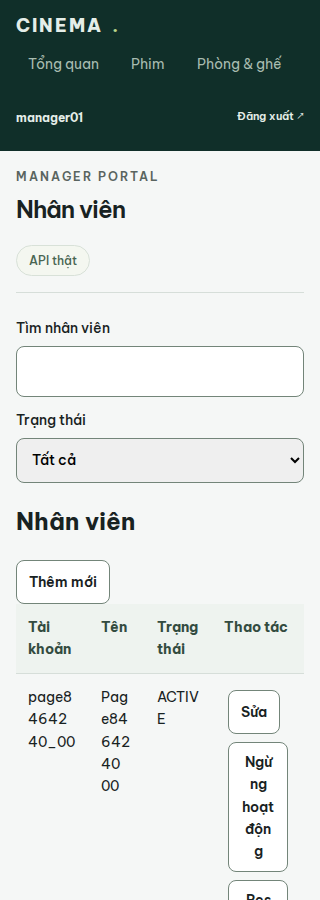 CINEMA .
Tổng quan Phim Phòng & ghế
manager01 Đăng xuất ↗
MANAGER PORTAL
Nhân viên
API thật
Tìm nhân viên
Trạng thái
Tất cả
Nhân viên
Thêm mới
Tài khoản Tên Trạng thái Thao tác
page8
4642
40_00
Pag
e84
642
40
00
ACTIV
E
Sửa
Ngừ
ng
hoạt
độn
g